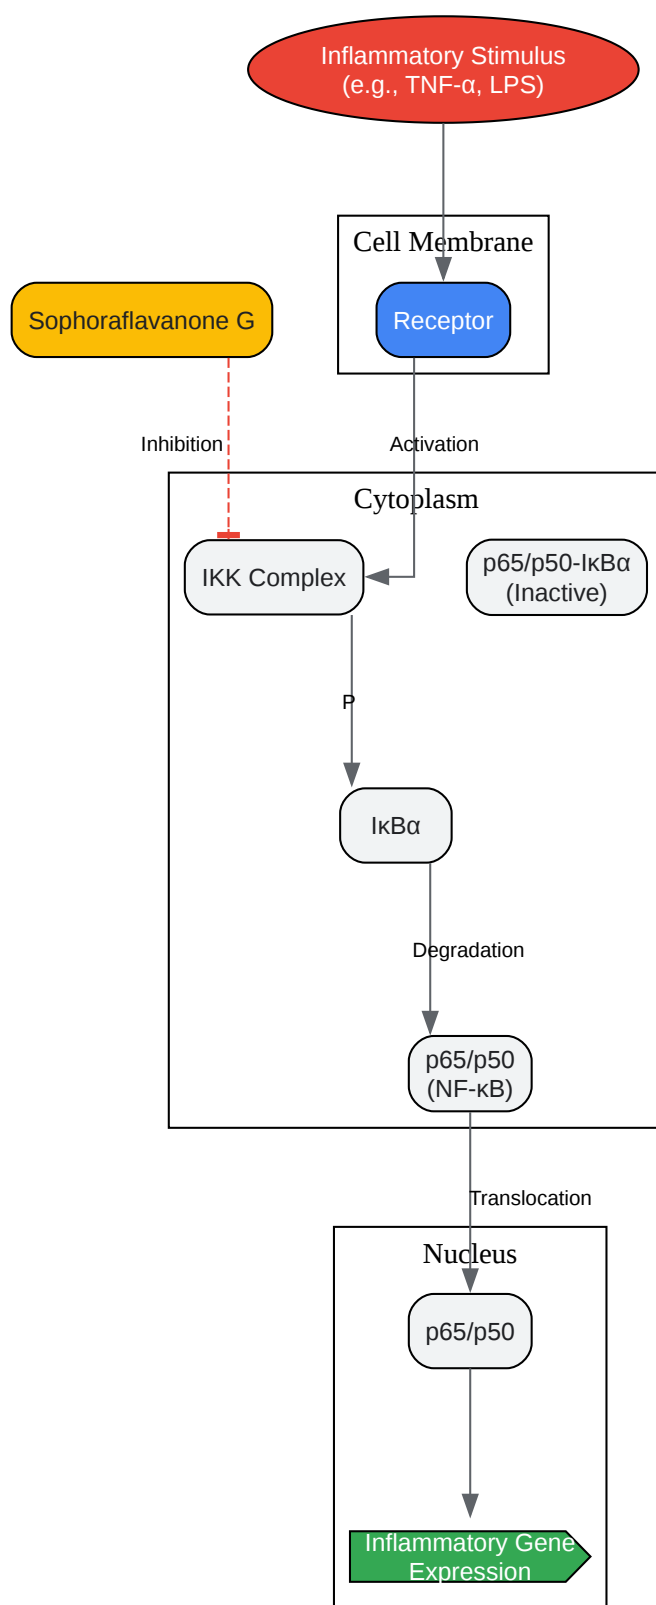 Inflammatory Stimulus
(e.g., TNF-α, LPS)
Cell Membrane
Sophoraflavanone G
Receptor
Inhibition
Activation
Cytoplasm
IKK Complex
p65/p50-IκBα
(Inactive)
P
IκBα
Degradation
p65/p50
(NF-κB)
Translocation
Nucleus
p65/p50
Inflammatory Gene
Expression